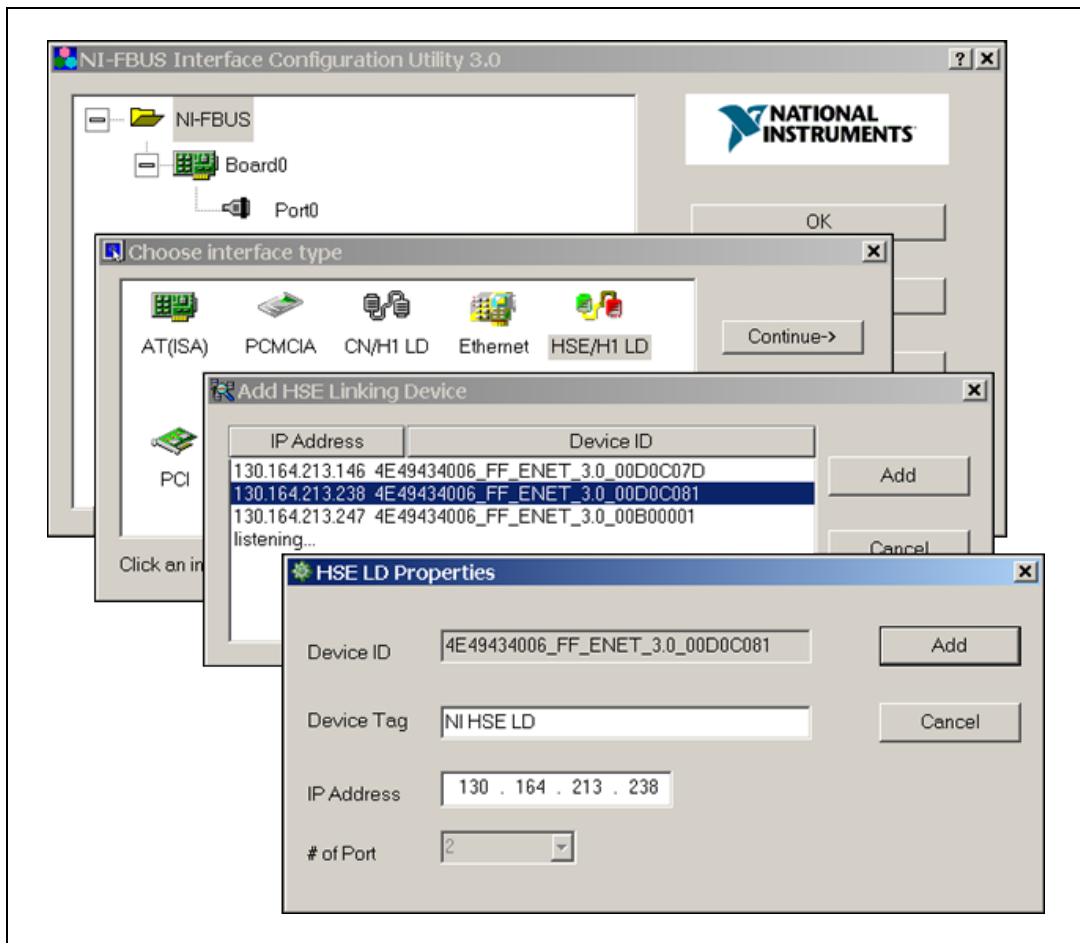 NI-FBUS Interface Configuration Utility 3.0
NI-FBUS
NATIONAL INSTRUMENTS
Board0
Port0
OK
Choose interface type
AT(ISA) PCMCIA CN/H1 LD Ethernet HSE/H1 LD
Continue->
PCI
Click an in
Add HSE Linking Device
IP Address Device ID
130.164.213.146 4E49434006_FF_ENET_3.0_00D0C07D
130.164.213.238 4E49434006_FF_ENET_3.0_00D0C081
130.164.213.247 4E49434006_FF_ENET_3.0_00B00001
listening...
Add
Cancel
HSE LD Properties
Device ID 4E49434006_FF_ENET_3.0_00D0C081 Add
Device Tag NI HSE LD Cancel
IP Address 130 . 164 . 213 . 238
# of Port 2